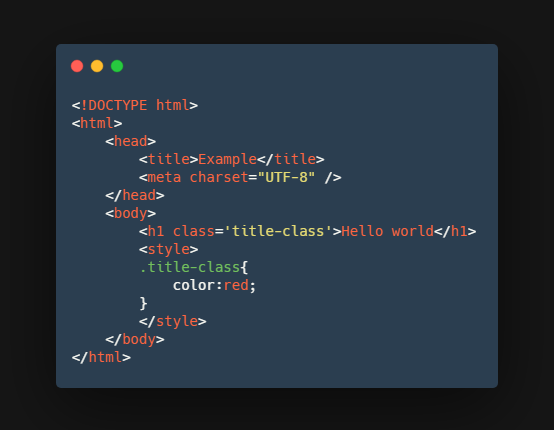 <!DOCTYPE html>
<html>
    <head>
        <title>Example</title>
        <meta charset="UTF-8" />
    </head>
    <body>
        <h1 class='title-class'>Hello world</h1>
        <style>
        .title-class{
            color:red;
        }
        </style>
    </body>
</html>